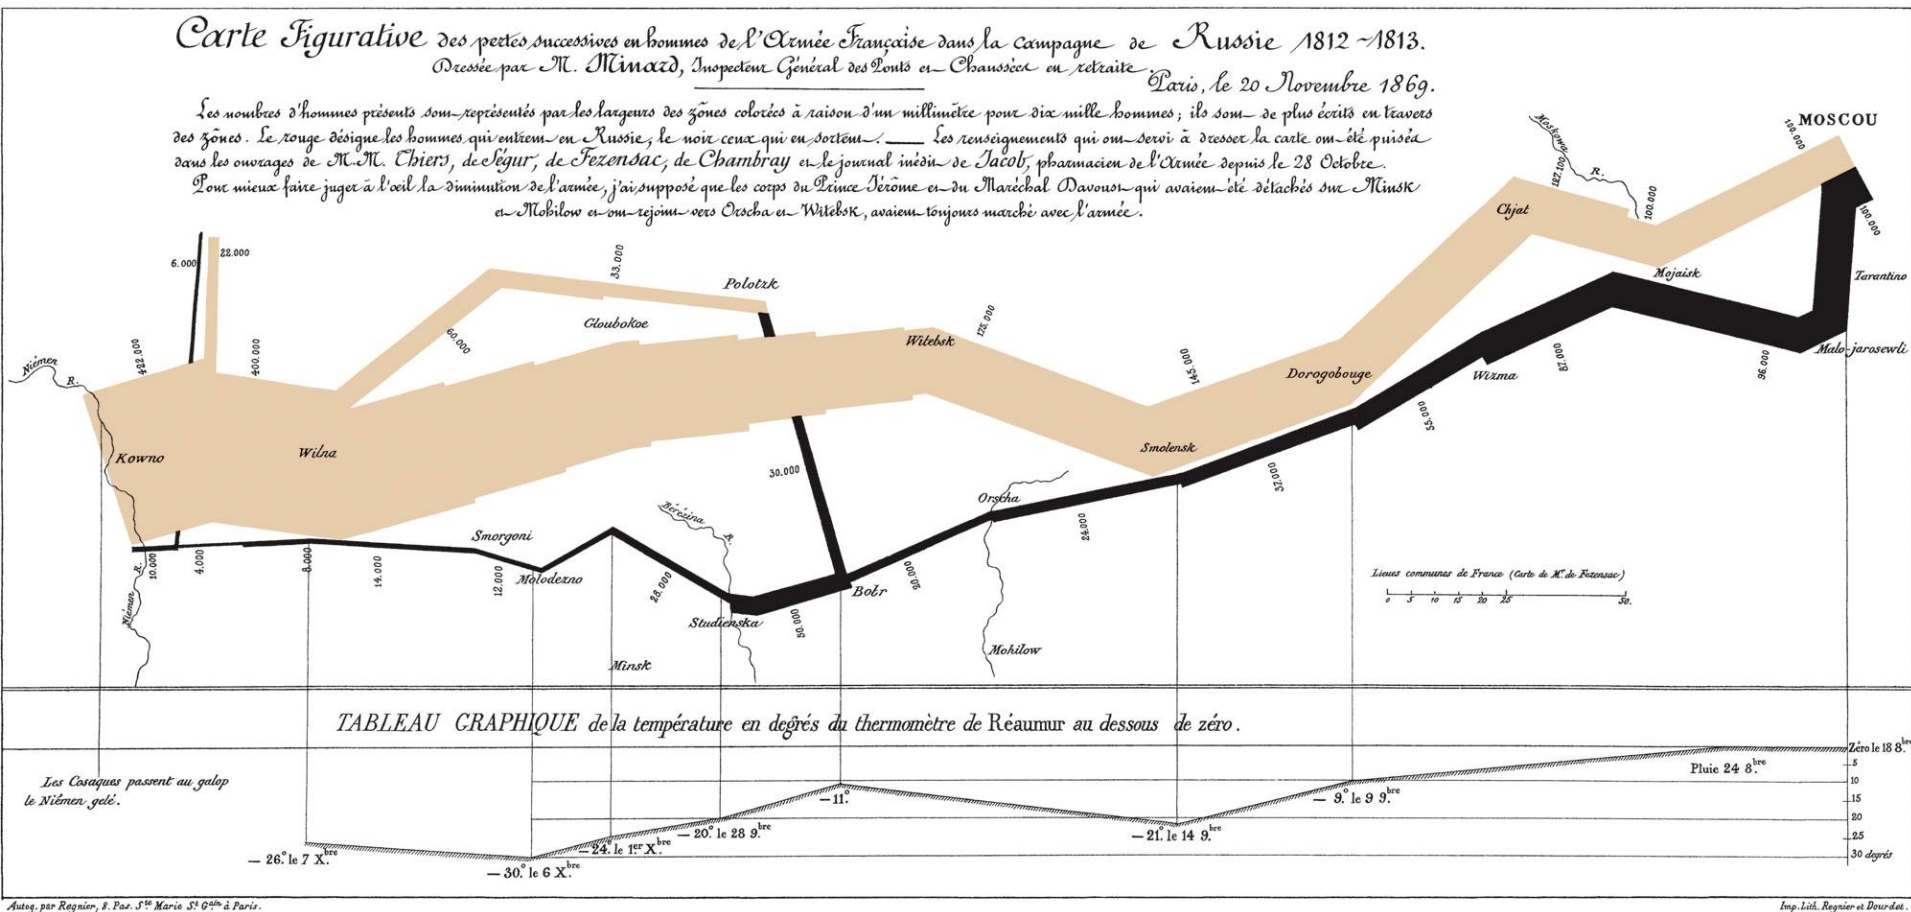 Carte Figurative des pertes successives en hommes de l'Armée Française dans la campagne de Russie 1812~1813.
Dressée par M. Minard, Inspecteur Général des Ponts et Chaussées en retraite.
Paris, le 20 Novembre 1869.
Les nombres d'hommes présents sont représentés par les largeurs des zônes colorées à raison d'un millimètre pour dix mille hommes; ils sont de plus écrits en travers
des zônes. Le rouge désigne les hommes qui entrent en Russie, le noir ceux qui en sortent. ___ Les renseignements qui ont servi à dresser la carte ont été puisés
dans les ouvrages de M.M. Thiers, de Ségur, de Fezensac, de Chambray et le journal inédit de Jacob, pharmacien de l'Armée depuis le 28 Octobre.
Pour mieux faire juger à l'œil la diminution de l'armée, j'ai supposé que les corps du Prince Jérôme et du Maréchal Davoust qui avaient été détachés sur Minsk
et Mohilow et ont rejoint vers Orscha et Witebsk, avaient toujours marché avec l'armée.
MOSCOU
100.000
Moskowa
R.
127.100
100.000
Chjat
100.000
Mojaisk
Tarantino
Malo-jarosewli
6.000
22.000
33.000
Polotzk
60.000
Gloubokoe
175.000
Witebsk
422.000
400.000
Niémen
R.
145.000
Dorogobouge
Wizma
87.000
96.000
55.000
Kowno
Wilna
Smolensk
30.000
37.000
Orscha
24.000
Bérézina
R.
Smorgoni
10.000
4.000
8.000
14.000
12.000
Molodezno
28.000
Studienska
50.000
Bobr
20.000
R.
Niémen
Minsk
Mohilow
Lieues communes de France (Carte de M. de Fezensac)
0 5 10 15 20 25 50.
TABLEAU GRAPHIQUE de la température en degrés du thermomètre de Réaumur au dessous de zéro.
Zéro le 18 8.bre
5
10
15
20
25
30 degrés
Pluie 24 8.bre
Les Cosaques passent au galop
le Niémen gelé.
— 26.° le 7 X.bre
— 30.° le 6 X.bre
— 24.° le 1.er X.bre
— 20.° le 28 9.bre
— 11.°
— 21.° le 14 9.bre
— 9.° le 9 9.bre
Autog. par Regnier, 8. Pas. Ste Marie St Gain à Paris.
Imp. Lith. Regnier et Dourdet.